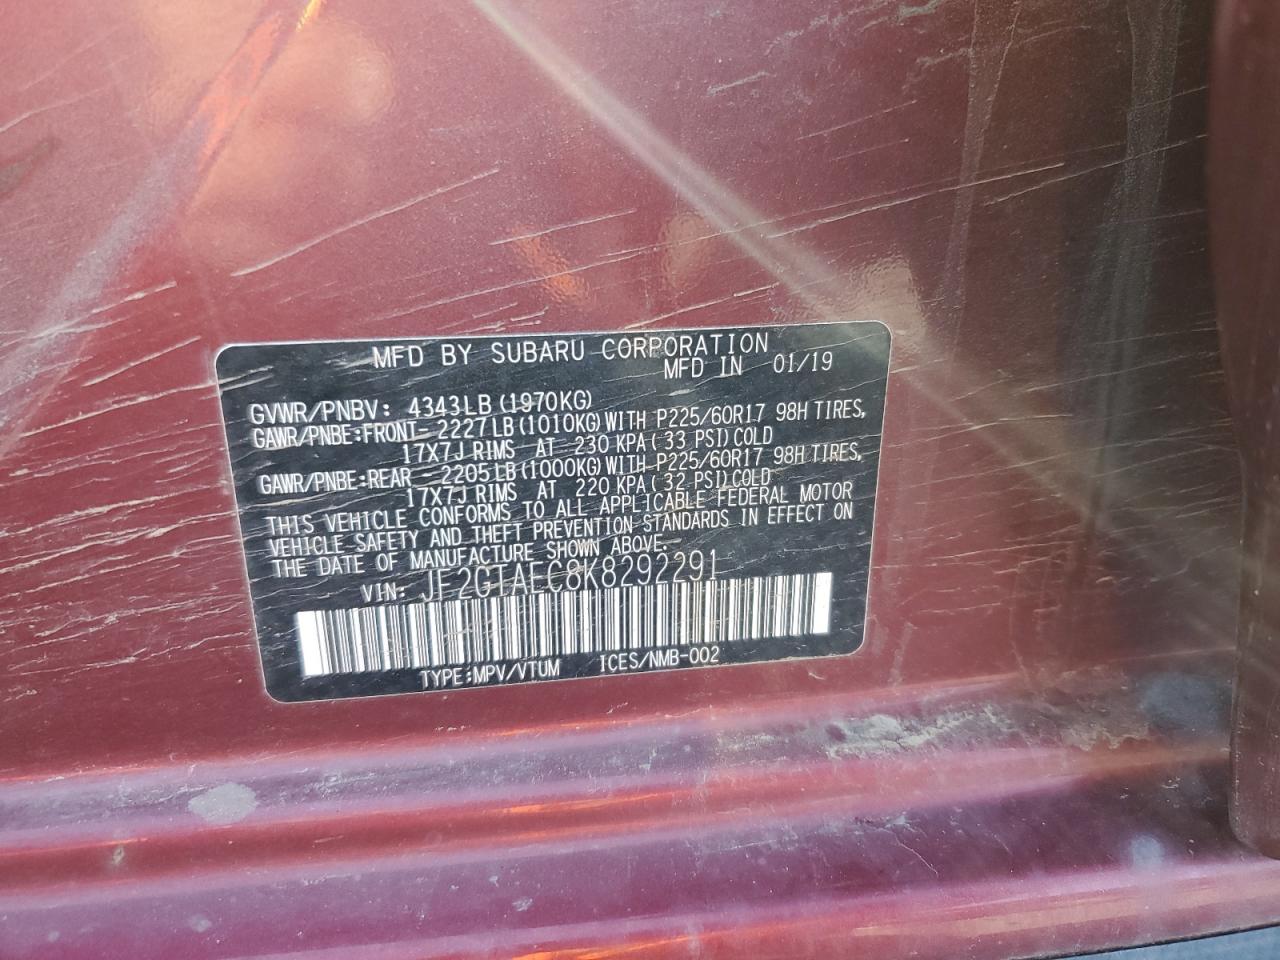 MFD BY SUBARU CORPORATION
MFD IN 01/19
GVWR/PNBV: 4343LB(1970KG)
GAWR/PNBE:FRONT- 2227LB(1010KG)WITH P225/60R17 98H TIRES,
17X7J RIMS AT 230 KPA(33 PSI)COLD
GAWR/PNBE:REAR - 2205LB(1000KG)WITH P225/60R17 98H TIRES,
17X7J RIMS AT 220 KPA(32 PSI)COLD
THIS VEHICLE CONFORMS TO ALL APPLICABLE FEDERAL MOTOR
VEHICLE SAFETY AND THEFT PREVENTION STANDARDS IN EFFECT ON
THE DATE OF MANUFACTURE SHOWN ABOVE.
VIN: JF2GTAEC8K8292291
TYPE:MPV/VTUM ICES/NMB-002